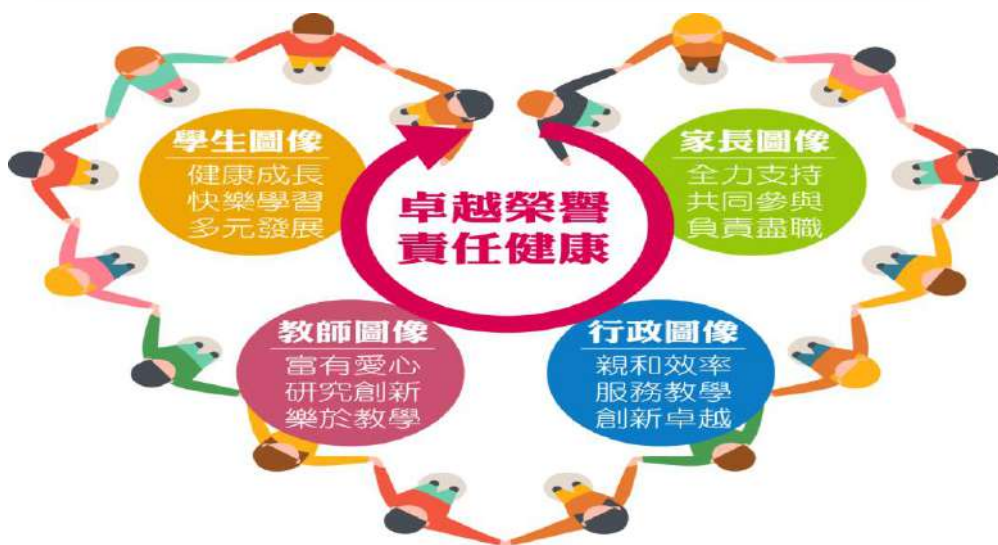 學生圖像
健康成長
快樂學習
多元發展
卓越榮譽
責任健康
家長圖像
全力支持
共同參與
負責盡職
教師圖像
富有愛心
研究創新
樂於教學
行政圖像
親和效率
服務教學
創新卓越